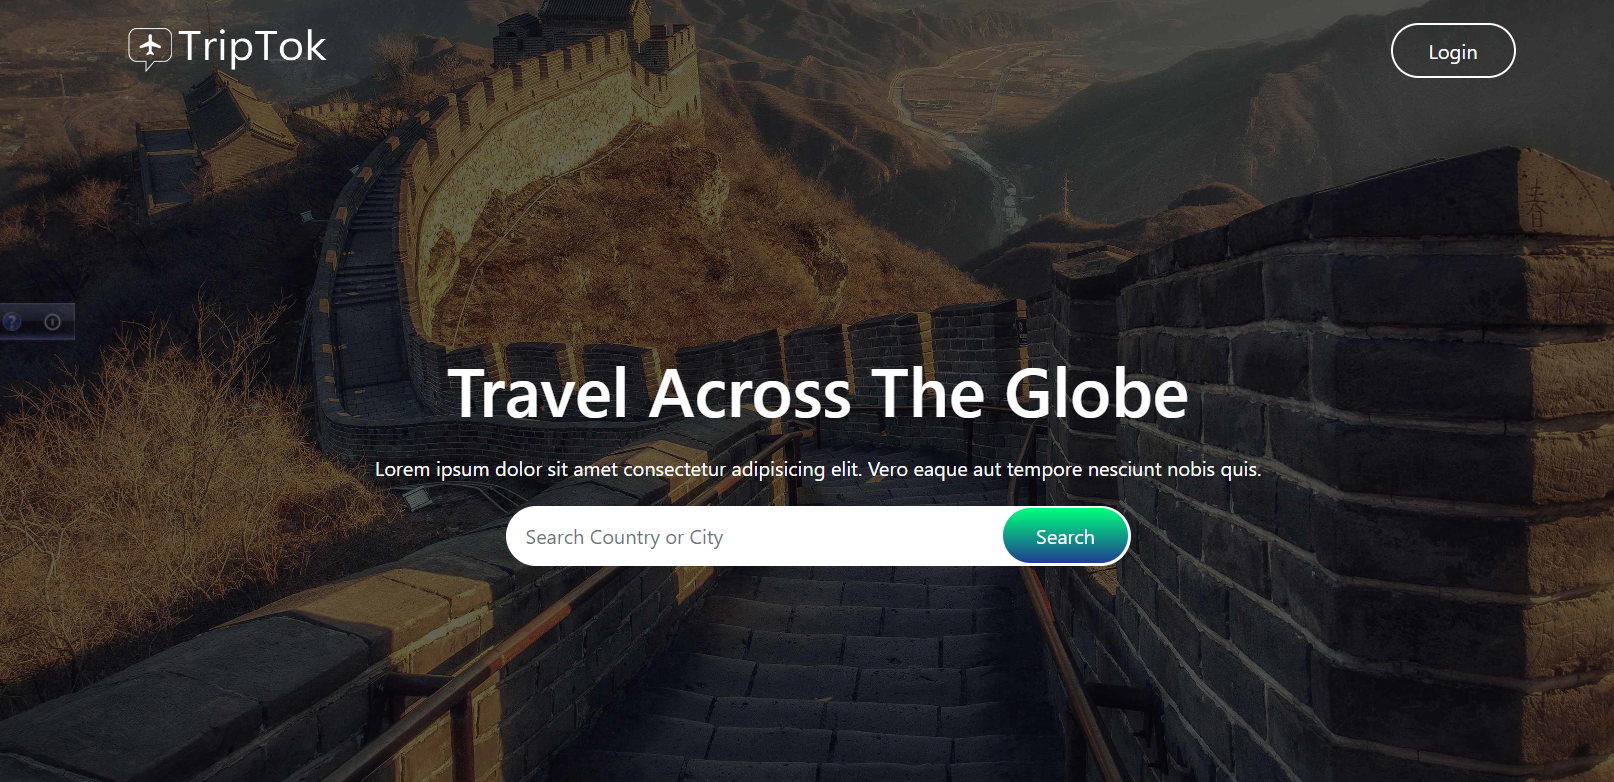 TripTok
Login
Travel Across The Globe
Lorem ipsum dolor sit amet consectetur adipisicing elit. Vero eaque aut tempore nesciunt nobis quis.
Search Country or City
Search
春
?